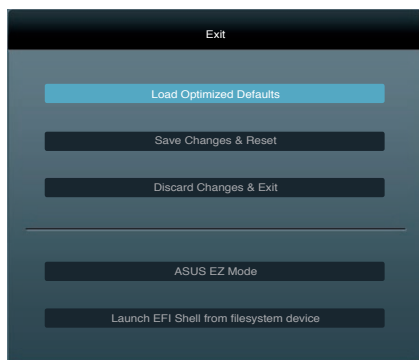 Exit
Load Optimized Defaults
Save Changes & Reset
Discard Changes & Exit
ASUS EZ Mode
Launch EFI Shell from filesystem device